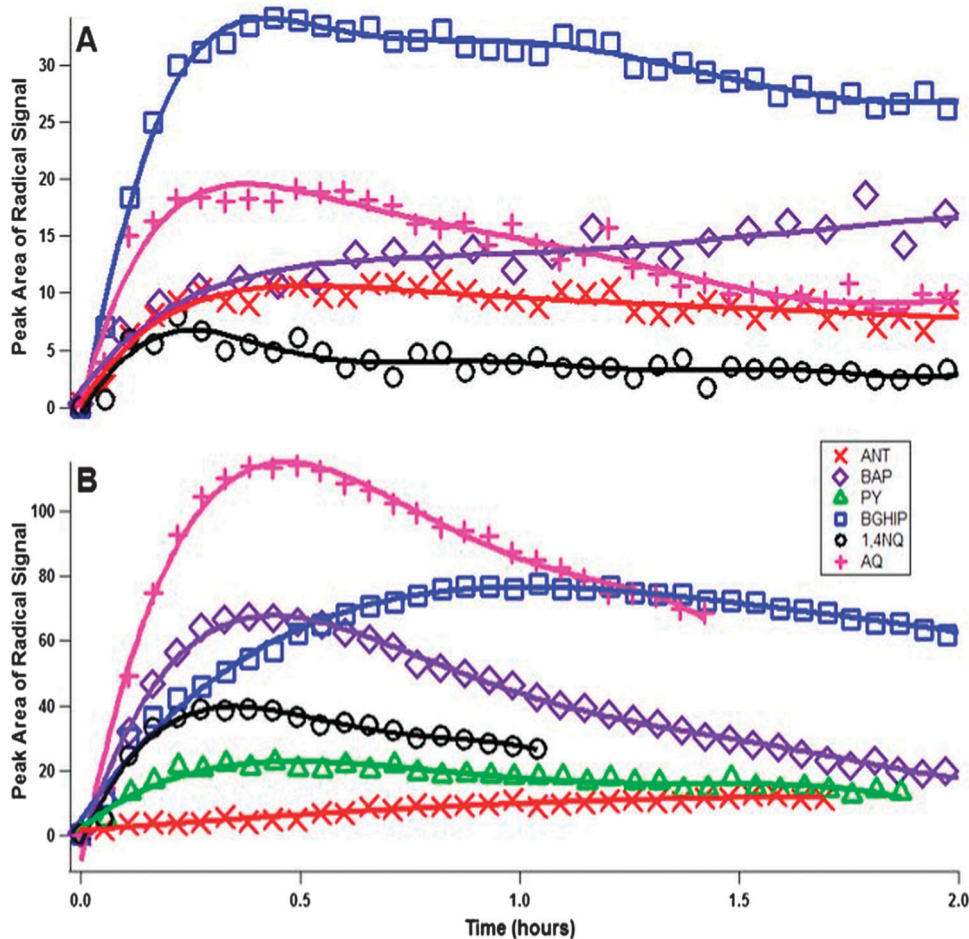 A
Peak Area of Radical Signal
30
25
20
15
10
5
0
B
Peak Area of Radical Signal
100
80
60
40
20
0
ANT
BAP
PY
BGHIP
1,4NQ
AQ
0.0 0.5 1.0 1.5 2.0
Time (hours)